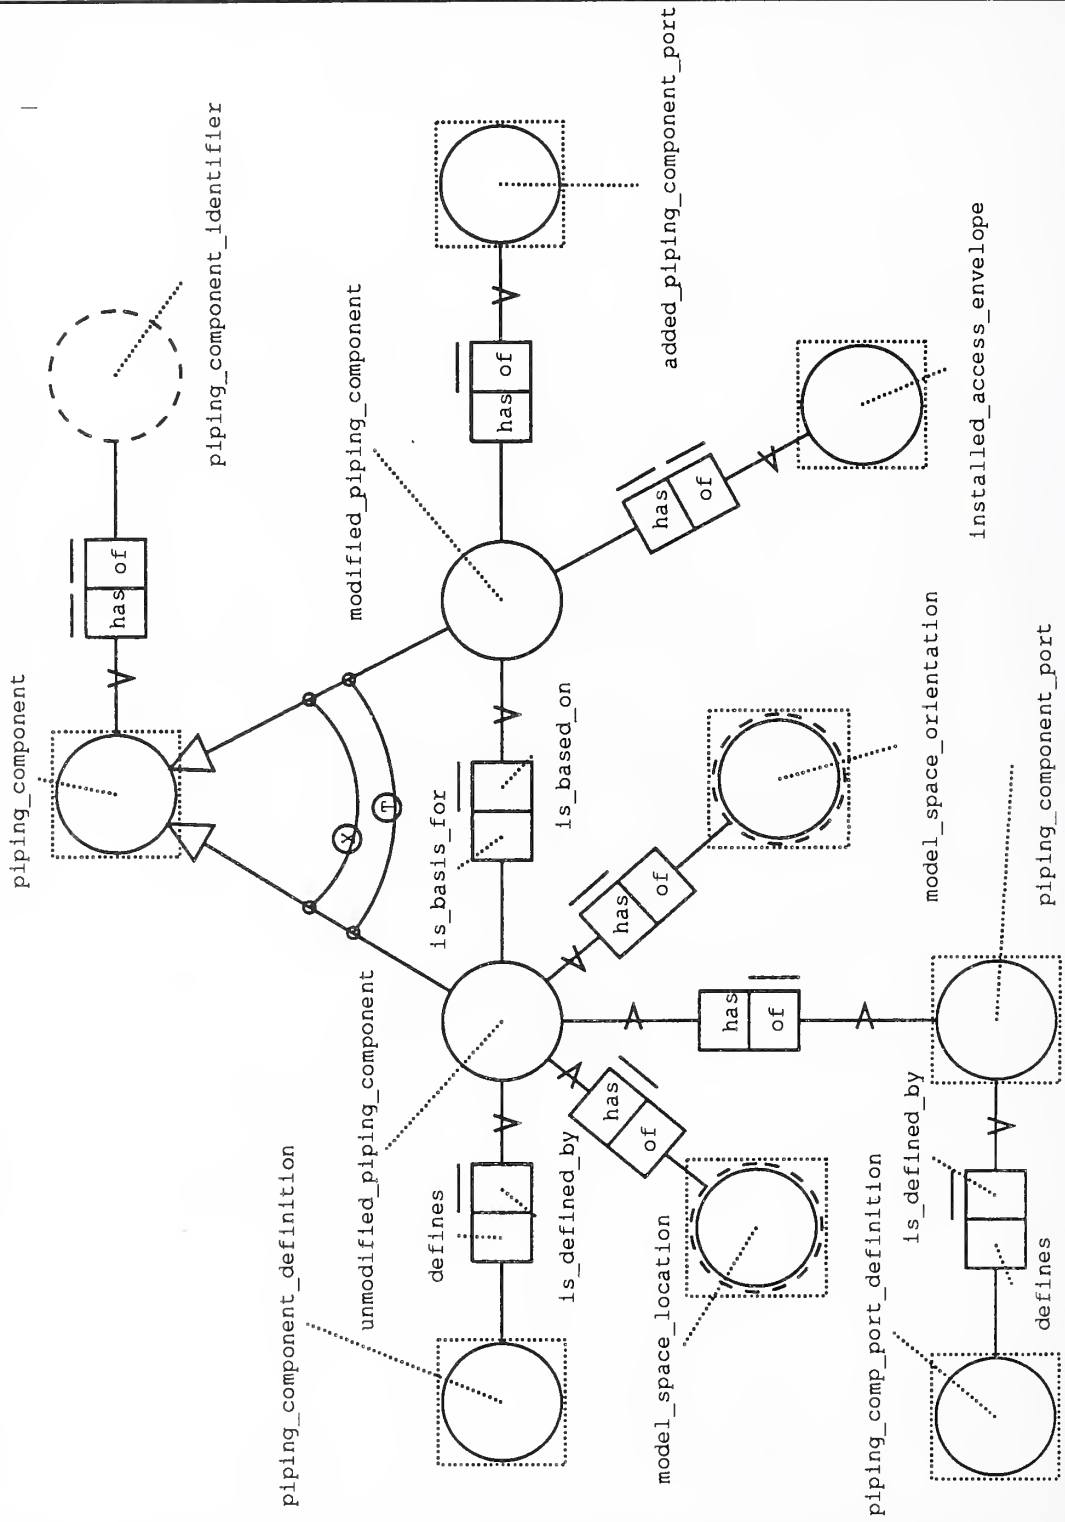 piping_component
piping_component_identifier
has
of
X
T
modified_piping_component
has
of
added_piping_component_port
has
of
installed_access_envelope
is_basis_for
is_based_on
unmodified_piping_component
has
of
model_space_orientation
has
of
piping_component_port
has
of
model_space_location
piping_component_definition
defines
is_defined_by
piping_comp_port_definition
is_defined_by
defines